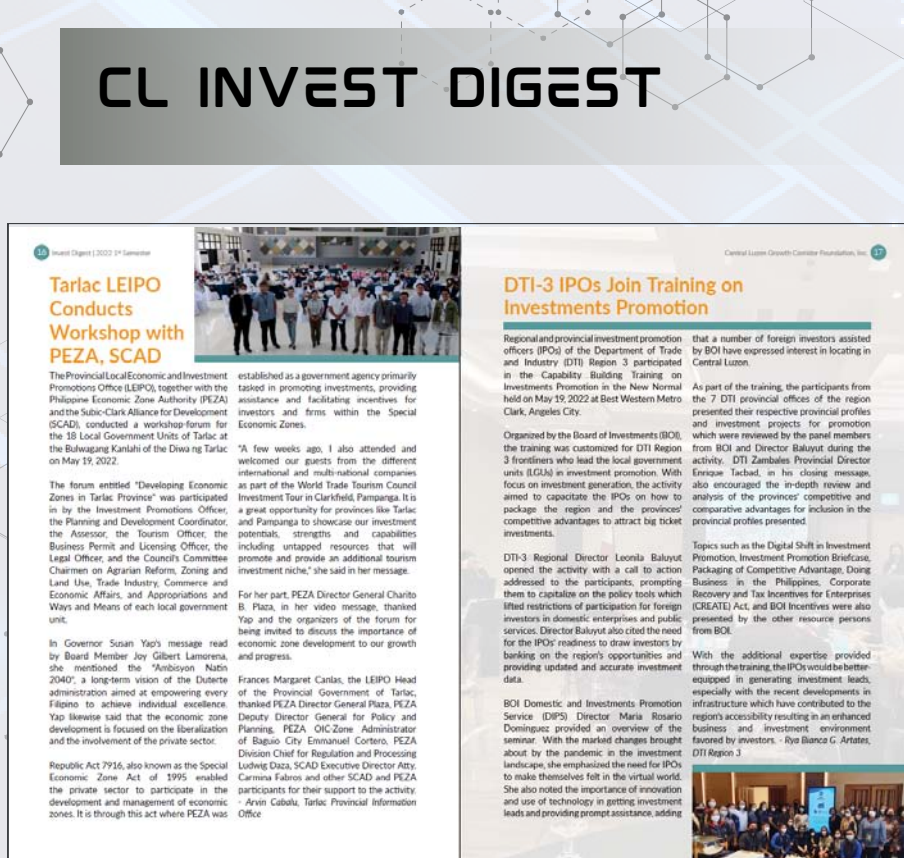 CL INVEST DIGEST
16 Invest Digest | 2022 1st Semester
Tarlac LEIPO
Conducts
Workshop with
PEZA, SCAD
The Provincial Local Economic and Investment
Promotions Office (LEIPO), together with the
Philippine Economic Zone Authority (PEZA)
and the Subic-Clark Alliance for Development
(SCAD), conducted a workshop-forum for
the 18 Local Government Units of Tarlac at
the Bulwagang Kanlahi of the Diwa ng Tarlac
on May 19, 2022.
The forum entitled "Developing Economic
Zones in Tarlac Province" was participated
in by the Investment Promotions Officer,
the Planning and Development Coordinator,
the Assessor, the Tourism Officer, the
Business Permit and Licensing Officer, the
Legal Officer, and the Council's Committee
Chairmen on Agrarian Reform, Zoning and
Land Use, Trade Industry, Commerce and
Economic Affairs, and Appropriations and
Ways and Means of each local government
unit.
In Governor Susan Yap's message read
by Board Member Joy Gilbert Lamorena,
he mentioned the "Ambisyon Natin
2040", a long-term vision of the Duterte
administration aimed at empowering every
Filipino to achieve individual excellence.
Yap likewise said that the economic zone
development is focused on the liberalization
and the involvement of the private sector.
Republic Act 7916, also known as the Special
Economic Zone Act of 1995 enabled
the private sector to participate in the
development and management of economic
zones. It is through this act where PEZA was
established as a government agency primarily
tasked in promoting investments, providing
assistance and facilitating incentives for
investors and firms within the Special
Economic Zones.
"A few weeks ago, I also attended and
welcomed our guests from the different
international and multi-national companies
as part of the World Trade Tourism Council
Investment Tour in Clarkfield, Pampanga. It is
a great opportunity for provinces like Tarlac
and Pampanga to showcase our investment
potentials, strengths and capabilities
including untapped resources that will
promote and provide an additional tourism
investment niche," she said in her message.
For her part, PEZA Director General Charito
B. Plaza, in her video message, thanked
Yap and the organizers of the forum for
being invited to discuss the importance of
economic zone development to our growth
and progress.
Frances Margaret Canlas, the LEIPO Head
of the Provincial Government of Tarlac,
thanked PEZA Director General Plaza, PEZA
Deputy Director General for Policy and
Planning, PEZA OIC-Zone Administrator
of Baguio City Emmanuel Cortero, PEZA
Division Chief for Regulation and Processing
Ludwig Daza, SCAD Executive Director Atty.
Carmina Fabros and other SCAD and PEZA
participants for their support to the activity.
- Arvin Cabalu, Tarlac Provincial Information
Office
Central Luzon Growth Corridor Foundation, Inc. 17
DTI-3 IPOs Join Training on
Investments Promotion
Regional and provincial investment promotion
officers (IPOs) of the Department of Trade
and Industry (DTI) Region 3 participated
in the Capability Building Training on
Investments Promotion in the New Normal
held on May 19, 2022 at Best Western Metro
Clark, Angeles City.
Organized by the Board of Investments (BOI),
the training was customized for DTI Region
3 frontliners who lead the local government
units (LGUs) in investment promotion. With
focus on investment generation, the activity
aimed to capacitate the IPOs on how to
package the region and the provinces'
competitive advantages to attract big ticket
investments.
DTI-3 Regional Director Leonila Baluyut
opened the activity with a call to action
addressed to the participants, prompting
them to capitalize on the policy tools which
lifted restrictions of participation for foreign
investors in domestic enterprises and public
services. Director Baluyut also cited the need
for the IPOs' readiness to draw investors by
banking on the region's opportunities and
providing updated and accurate investment
data.
BOI Domestic and Investments Promotion
Service (DIPS) Director Maria Rosario
Dominguez provided an overview of the
seminar. With the marked changes brought
about by the pandemic in the investment
landscape, she emphasized the need for IPOs
to make themselves felt in the virtual world.
She also noted the importance of innovation
and use of technology in getting investment
leads and providing prompt assistance, adding
that a number of foreign investors assisted
by BOI have expressed interest in locating in
Central Luzon.
As part of the training, the participants from
the 7 DTI provincial offices of the region
presented their respective provincial profiles
and investment projects for promotion
which were reviewed by the panel members
from BOI and Director Baluyut during the
activity. DTI Zambales Provincial Director
Enrique Tacbad, in his closing message,
also encouraged the in-depth review and
analysis of the provinces' competitive and
comparative advantages for inclusion in the
provincial profiles presented.
Topics such as the Digital Shift in Investment
Promotion, Investment Promotion Briefcase,
Packaging of Competitive Advantage, Doing
Business in the Philippines, Corporate
Recovery and Tax Incentives for Enterprises
(CREATE) Act, and BOI Incentives were also
presented by the other resource persons
from BOI.
With the additional expertise provided
through the training, the IPOs would be better-
equipped in generating investment leads,
especially with the recent developments in
infrastructure which have contributed to the
region's accessibility resulting in an enhanced
business and investment environment
favored by investors. - Rya Bianca G. Artates,
DTI Region 3